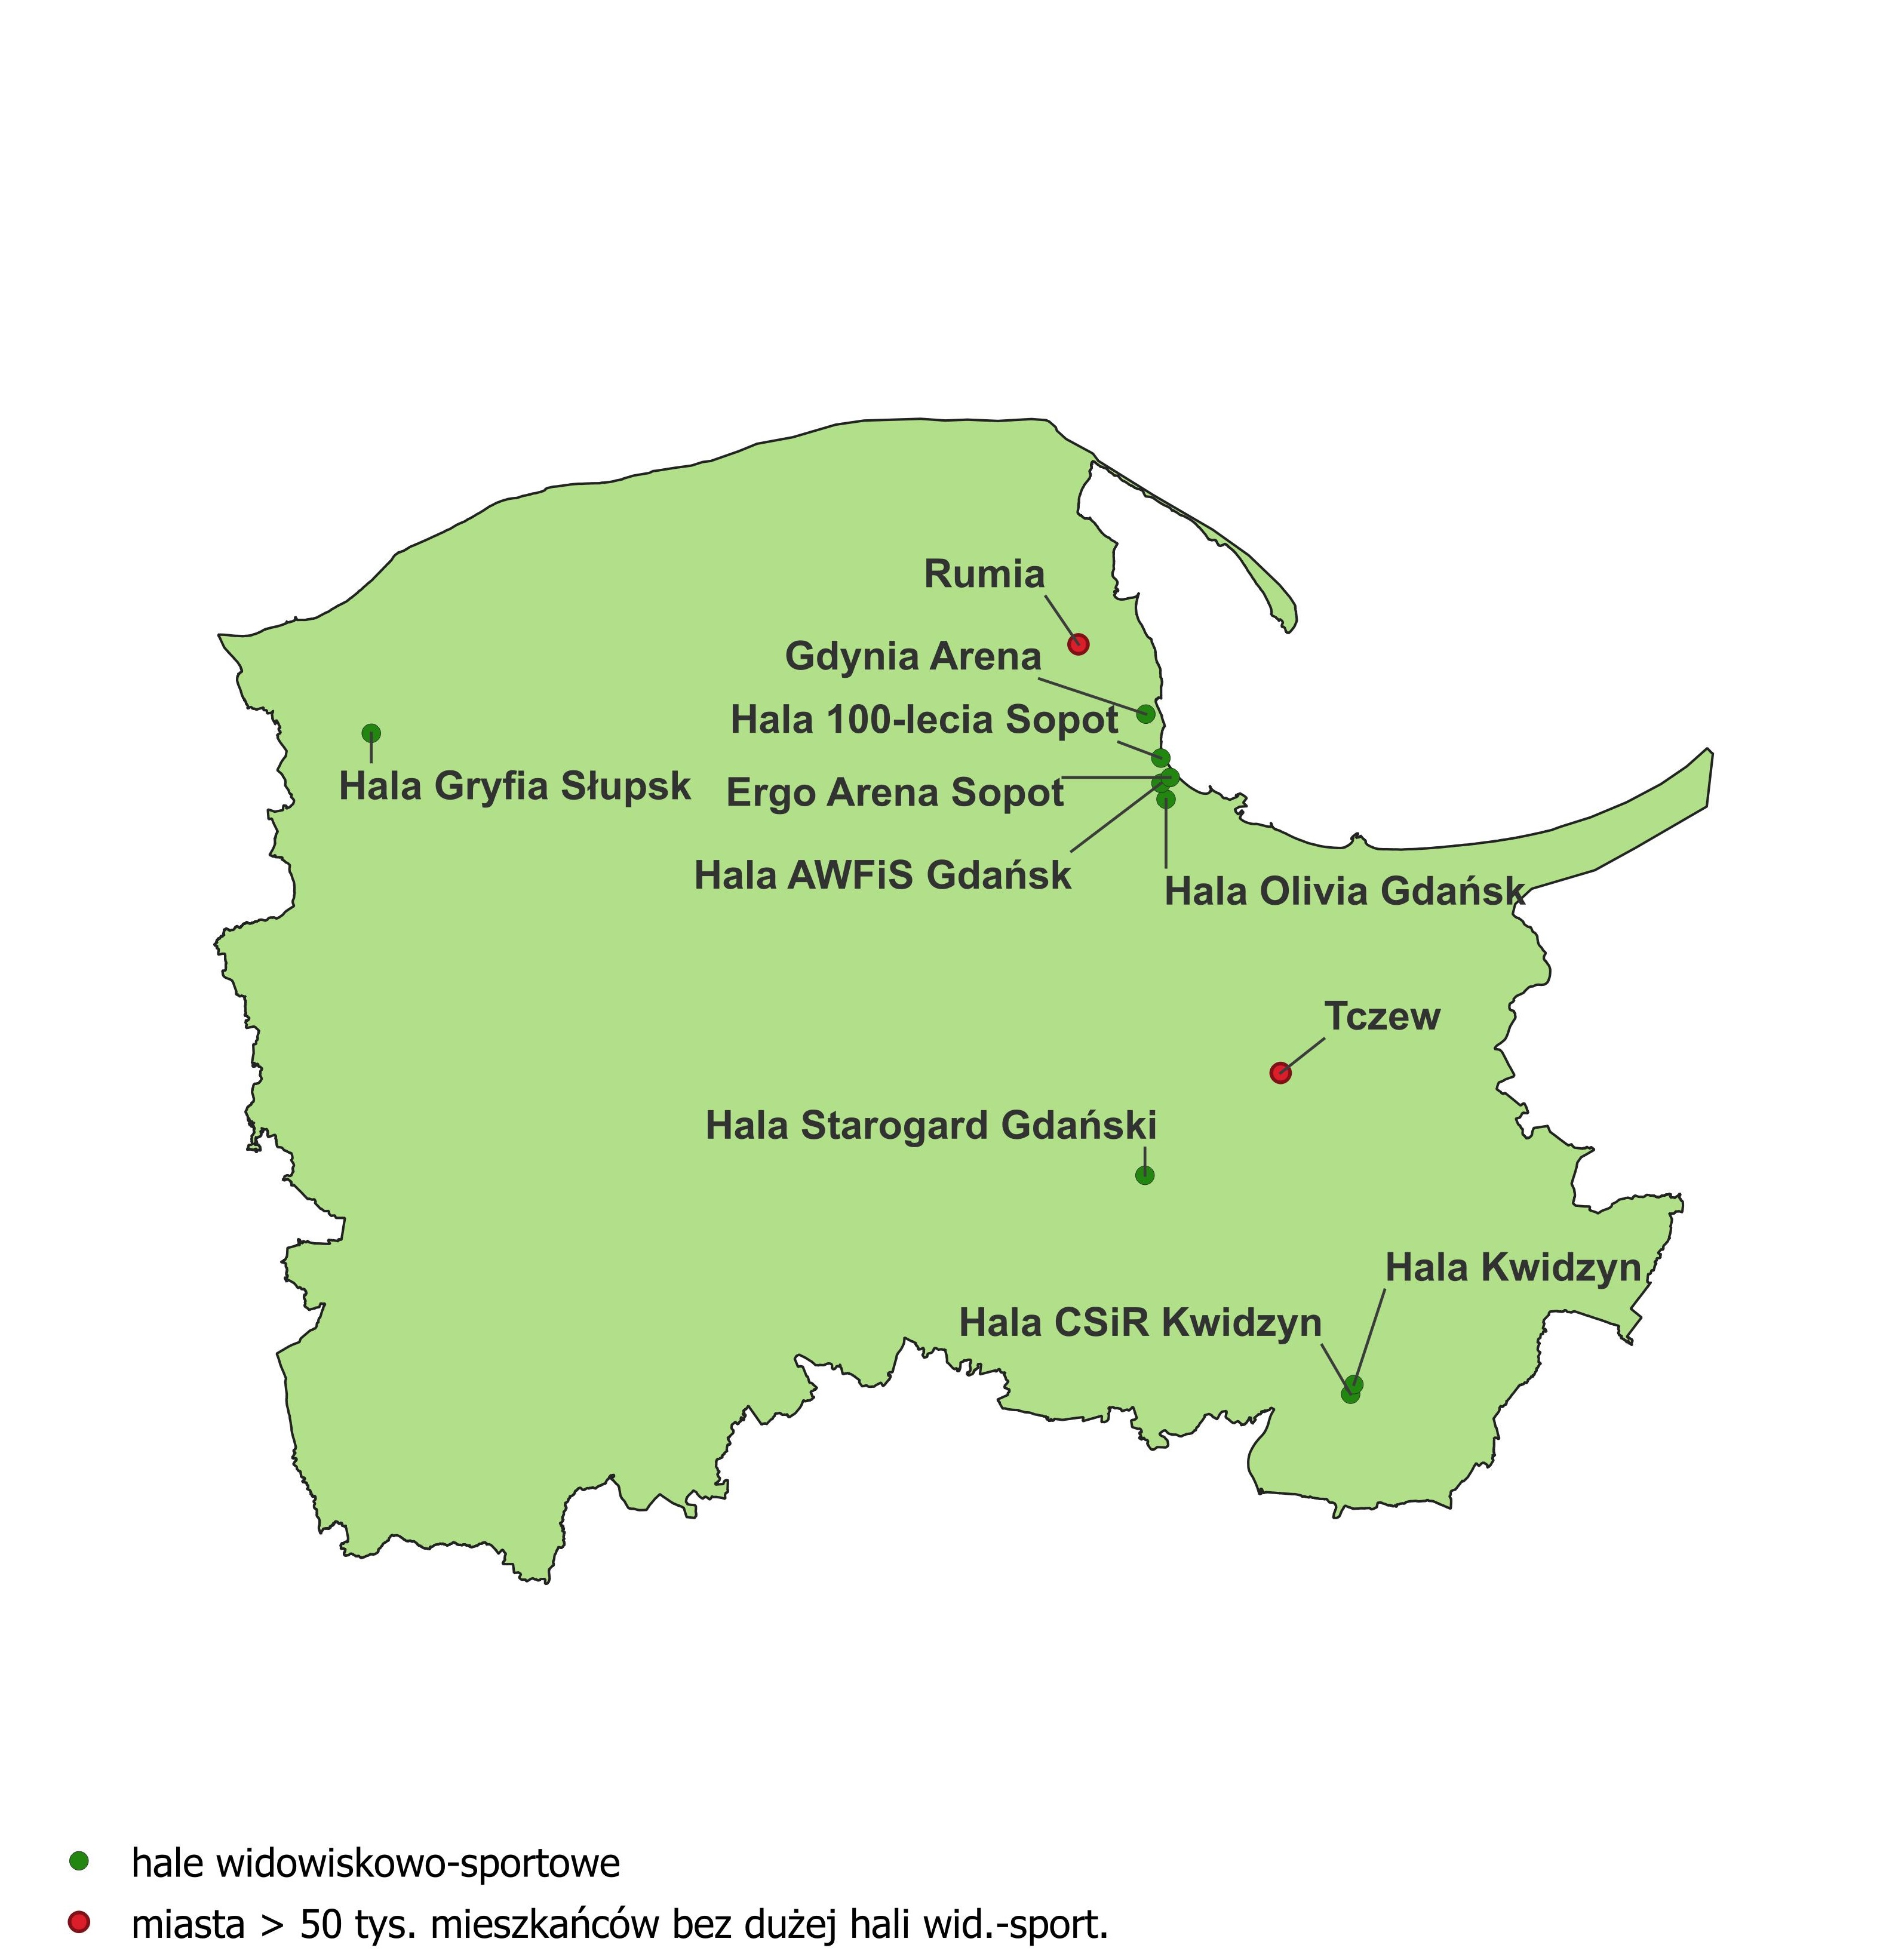 Rumia
Gdynia Arena
Hala 100-lecia Sopot
Hala Gryfia Słupsk
Ergo Arena Sopot
Hala AWFiS Gdańsk
Hala Olivia Gdańsk
Tczew
Hala Starogard Gdański
Hala Kwidzyn
Hala CSiR Kwidzyn
hale widowiskowo-sportowe
miasta > 50 tys. mieszkańców bez dużej hali wid.-sport.